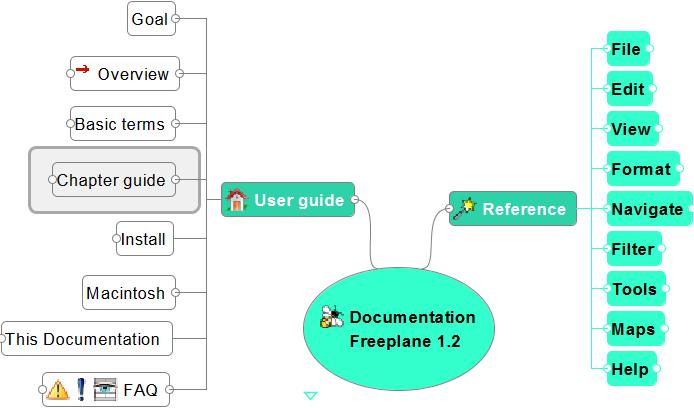 Goal
Overview
Basic terms
Chapter guide
Install
Macintosh
This Documentation
FAQ
User guide
Documentation
Freeplane 1.2
Reference
File
Edit
View
Format
Navigate
Filter
Tools
Maps
Help